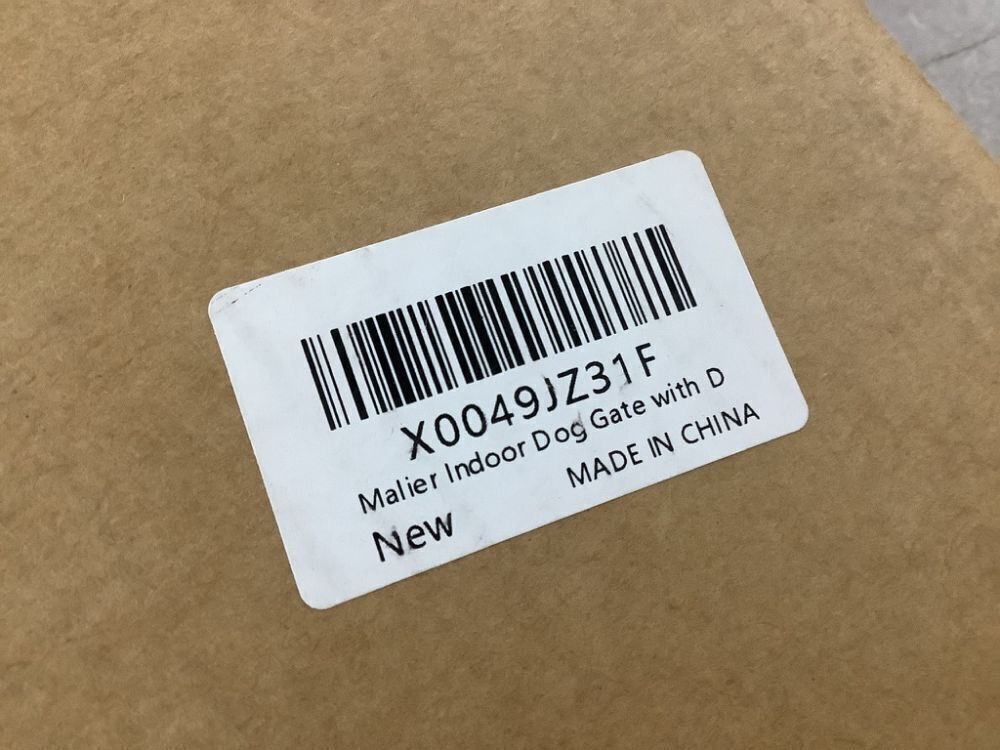 X0049JZ31F
Malier Indoor Dog Gate with D
MADE IN CHINA
New